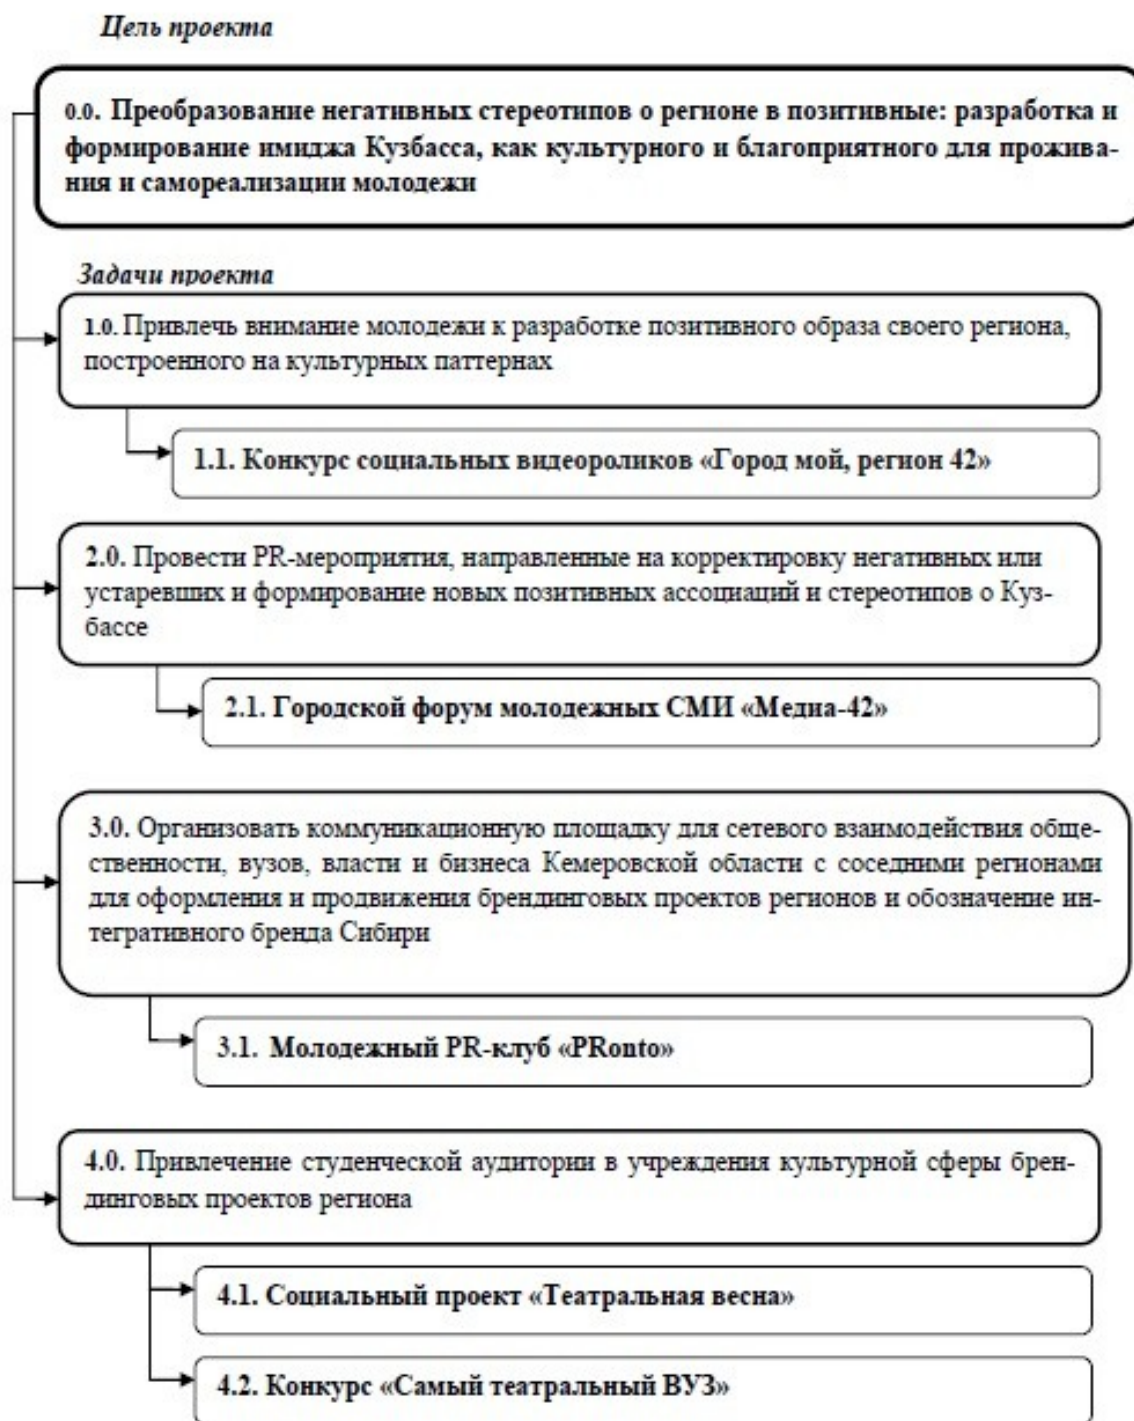 Цель проекта
0.0. Преобразование негативных стереотипов о регионе в позитивные: разработка и
формирование имиджа Кузбасса, как культурного и благоприятного для прожива-
ния и самореализации молодежи
Задачи проекта
1.0. Привлечь внимание молодежи к разработке позитивного образа своего региона,
построенного на культурных паттернах
1.1. Конкурс социальных видеороликов «Город мой, регион 42»
2.0. Провести PR-мероприятия, направленные на корректировку негативных или
устаревших и формирование новых позитивных ассоциаций и стереотипов о Куз-
бассе
2.1. Городской форум молодежных СМИ «Медиа-42»
3.0. Организовать коммуникационную площадку для сетевого взаимодействия обще-
ственности, вузов, власти и бизнеса Кемеровской области с соседними регионами
для оформления и продвижения брендинговых проектов регионов и обозначение ин-
тегративного бренда Сибири
3.1. Молодежный PR-клуб «PRonto»
4.0. Привлечение студенческой аудитории в учреждения культурной сферы брен-
динговых проектов региона
4.1. Социальный проект «Театральная весна»
4.2. Конкурс «Самый театральный ВУЗ»